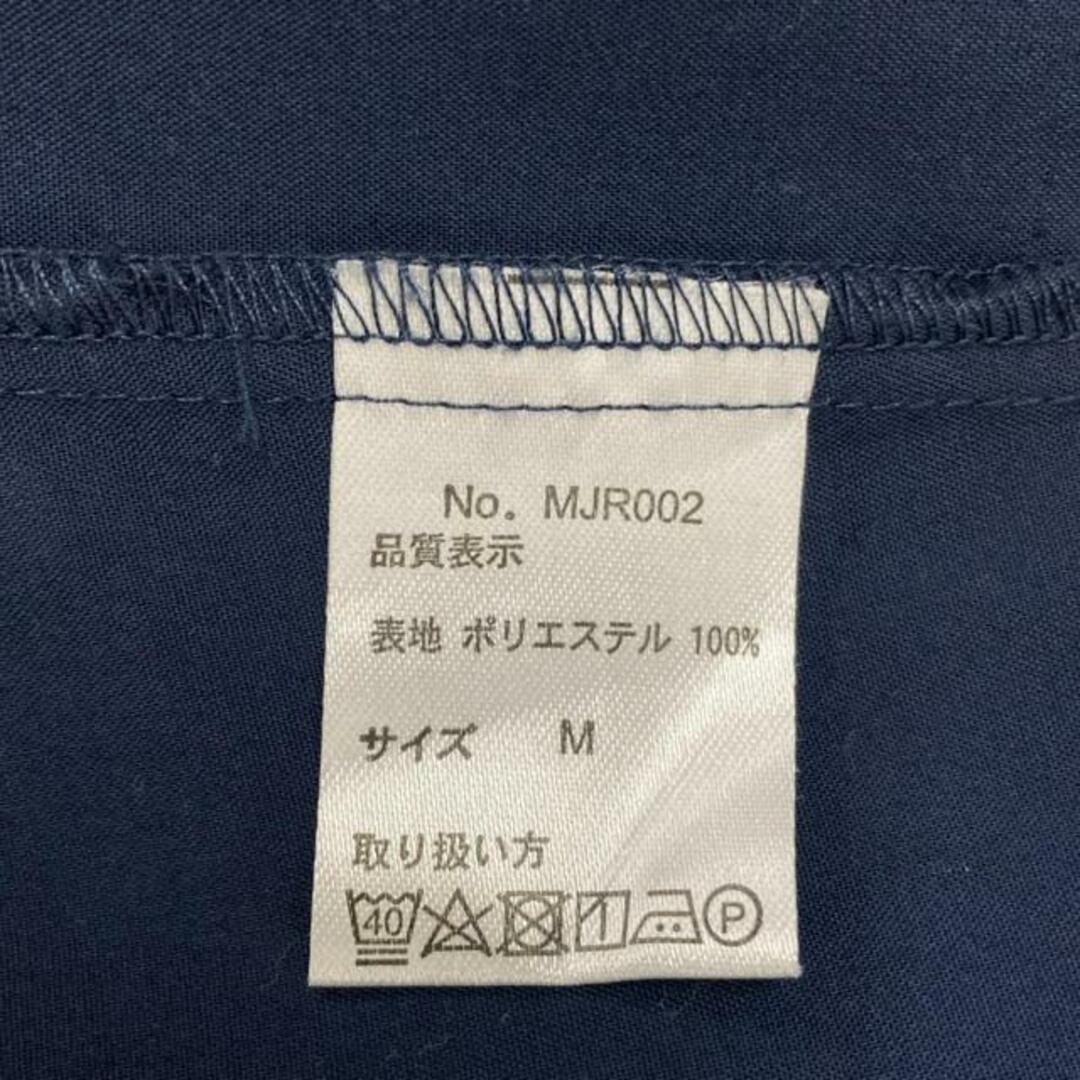 No. MJR002
品質表示
表地 ポリエステル 100%
サイズ M
取り扱い方
40 P